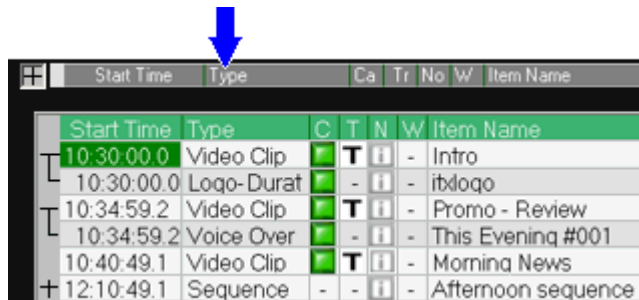 Start Time Type Ca Tr No W Item Name
Start Time Type C T N W Item Name
10:30:00.0 Video Clip T i - Intro
10:30:00.0 Logo-Durat - i - itxlogo
10:34:59.2 Video Clip T i - Promo - Review
10:34:59.2 Voice Over - i - This Evening #001
10:40:49.1 Video Clip T i - Morning News
+ 12:10:49.1 Sequence - - i - Afternoon sequence